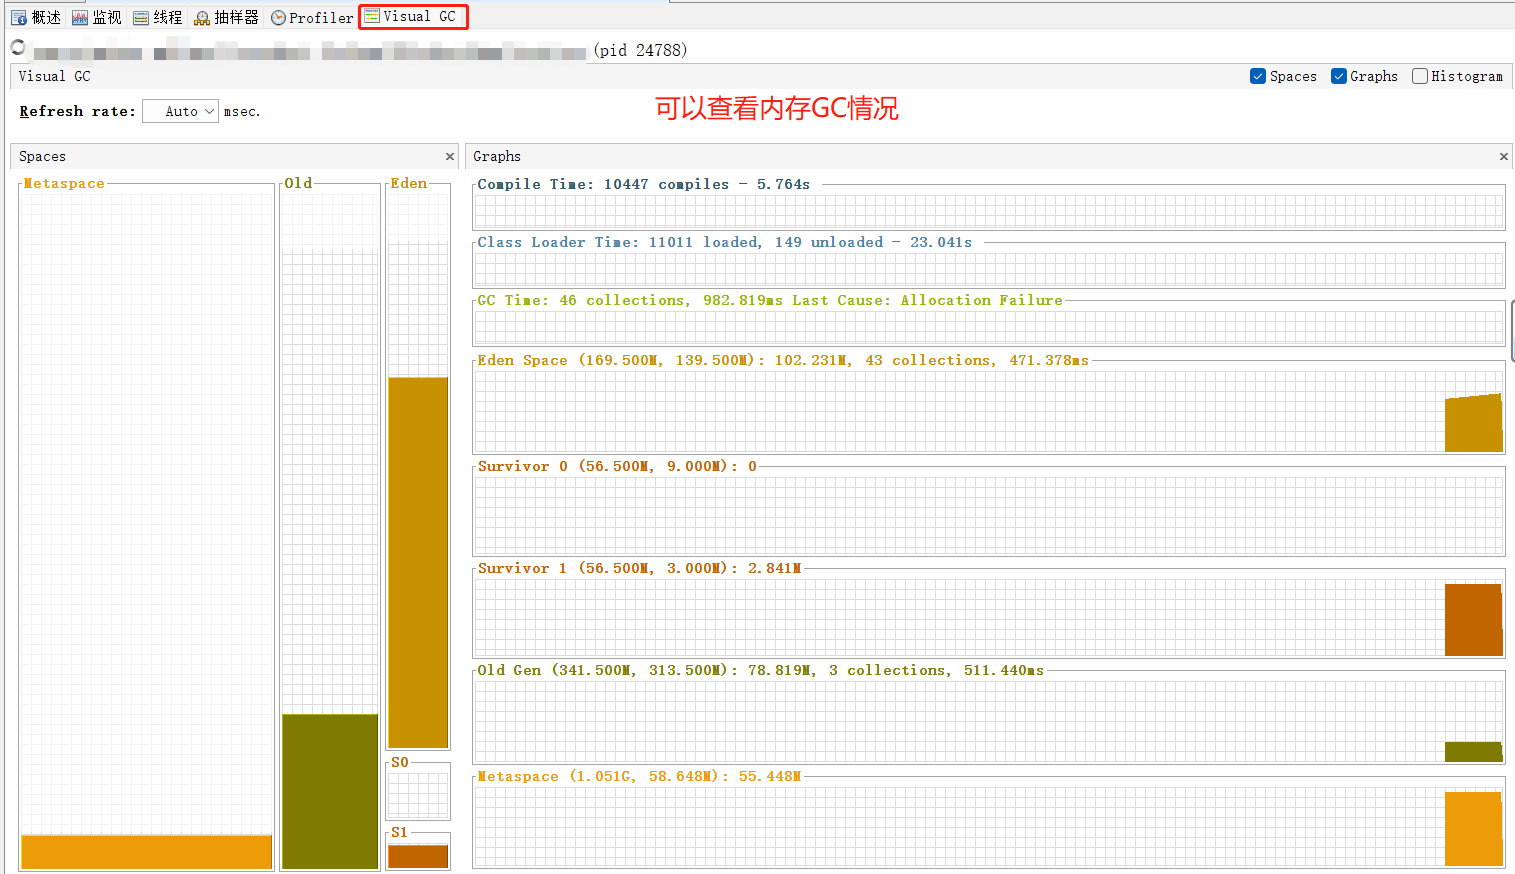 概述 监视 线程 抽样器 Profiler Visual GC
(pid 24788)
Visual GC
Spaces Graphs Histogram
Refresh rate: Auto msec.
可以查看内存GC情况
Spaces
Metaspace
Old
Eden
S0
S1
Graphs
Compile Time: 10447 compiles - 5.764s
Class Loader Time: 11011 loaded, 149 unloaded - 23.041s
GC Time: 46 collections, 982.819ms Last Cause: Allocation Failure
Eden Space (169.500M, 139.500M): 102.231M, 43 collections, 471.378ms
Survivor 0 (56.500M, 9.000M): 0
Survivor 1 (56.500M, 3.000M): 2.841M
Old Gen (341.500M, 313.500M): 78.819M, 3 collections, 511.440ms
Metaspace (1.051G, 58.648M): 55.448M